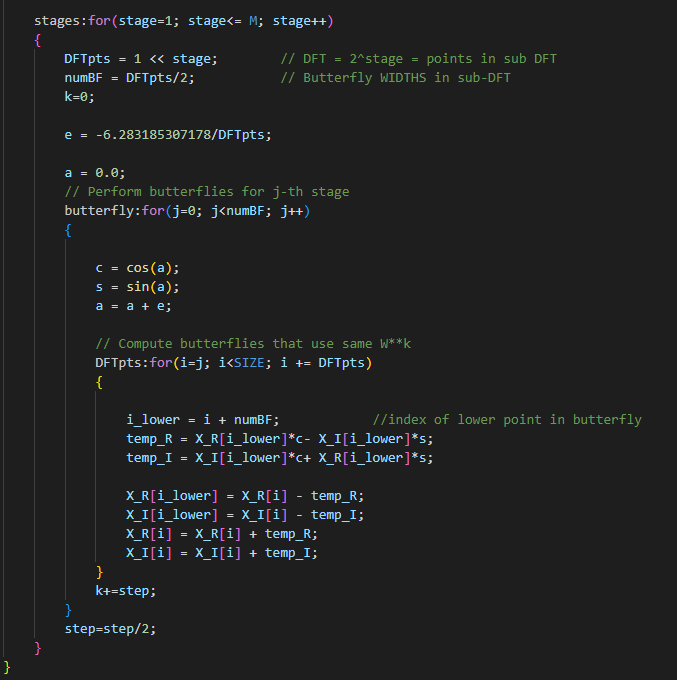 stages:for(stage=1; stage<= M; stage++)
{
DFTpts = 1 << stage; // DFT = 2^stage = points in sub DFT
numBF = DFTpts/2; // Butterfly WIDTHS in sub-DFT
k=0;
e = -6.283185307178/DFTpts;
a = 0.0;
// Perform butterflies for j-th stage
butterfly:for(j=0; j<numBF; j++)
{
c = cos(a);
s = sin(a);
a = a + e;
// Compute butterflies that use same W**k
DFTpts:for(i=j; i<SIZE; i += DFTpts)
{
i_lower = i + numBF; //index of lower point in butterfly
temp_R = X_R[i_lower]*c- X_I[i_lower]*s;
temp_I = X_I[i_lower]*c+ X_R[i_lower]*s;
X_R[i_lower] = X_R[i] - temp_R;
X_I[i_lower] = X_I[i] - temp_I;
X_R[i] = X_R[i] + temp_R;
X_I[i] = X_I[i] + temp_I;
}
k+=step;
}
step=step/2;
}
}